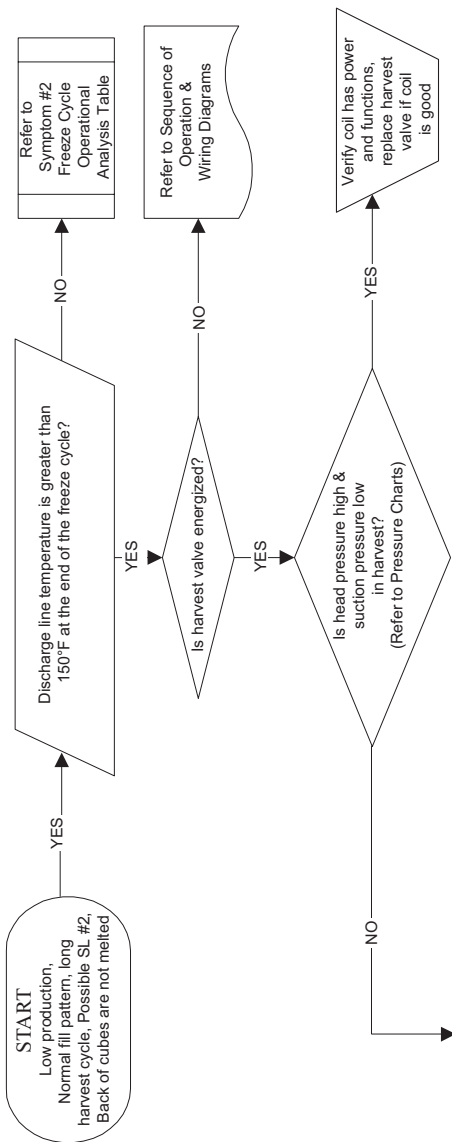 START
Low production,
Normal fill pattern, long
harvest cycle, Possible SL #2,
Back of cubes are not melted
YES
Discharge line temperature is greater than
150°F at the end of the freeze cycle?
NO
Refer to
Symptom #2
Freeze Cycle
Operational
Analysis Table
YES
Is harvest valve energized?
NO
Refer to Sequence of
Operation &
Wiring Diagrams
YES
Is head pressure high &
suction pressure low
in harvest?
(Refer to Pressure Charts)
YES
Verify coil has power
and functions,
replace harvest
valve if coil
is good
NO